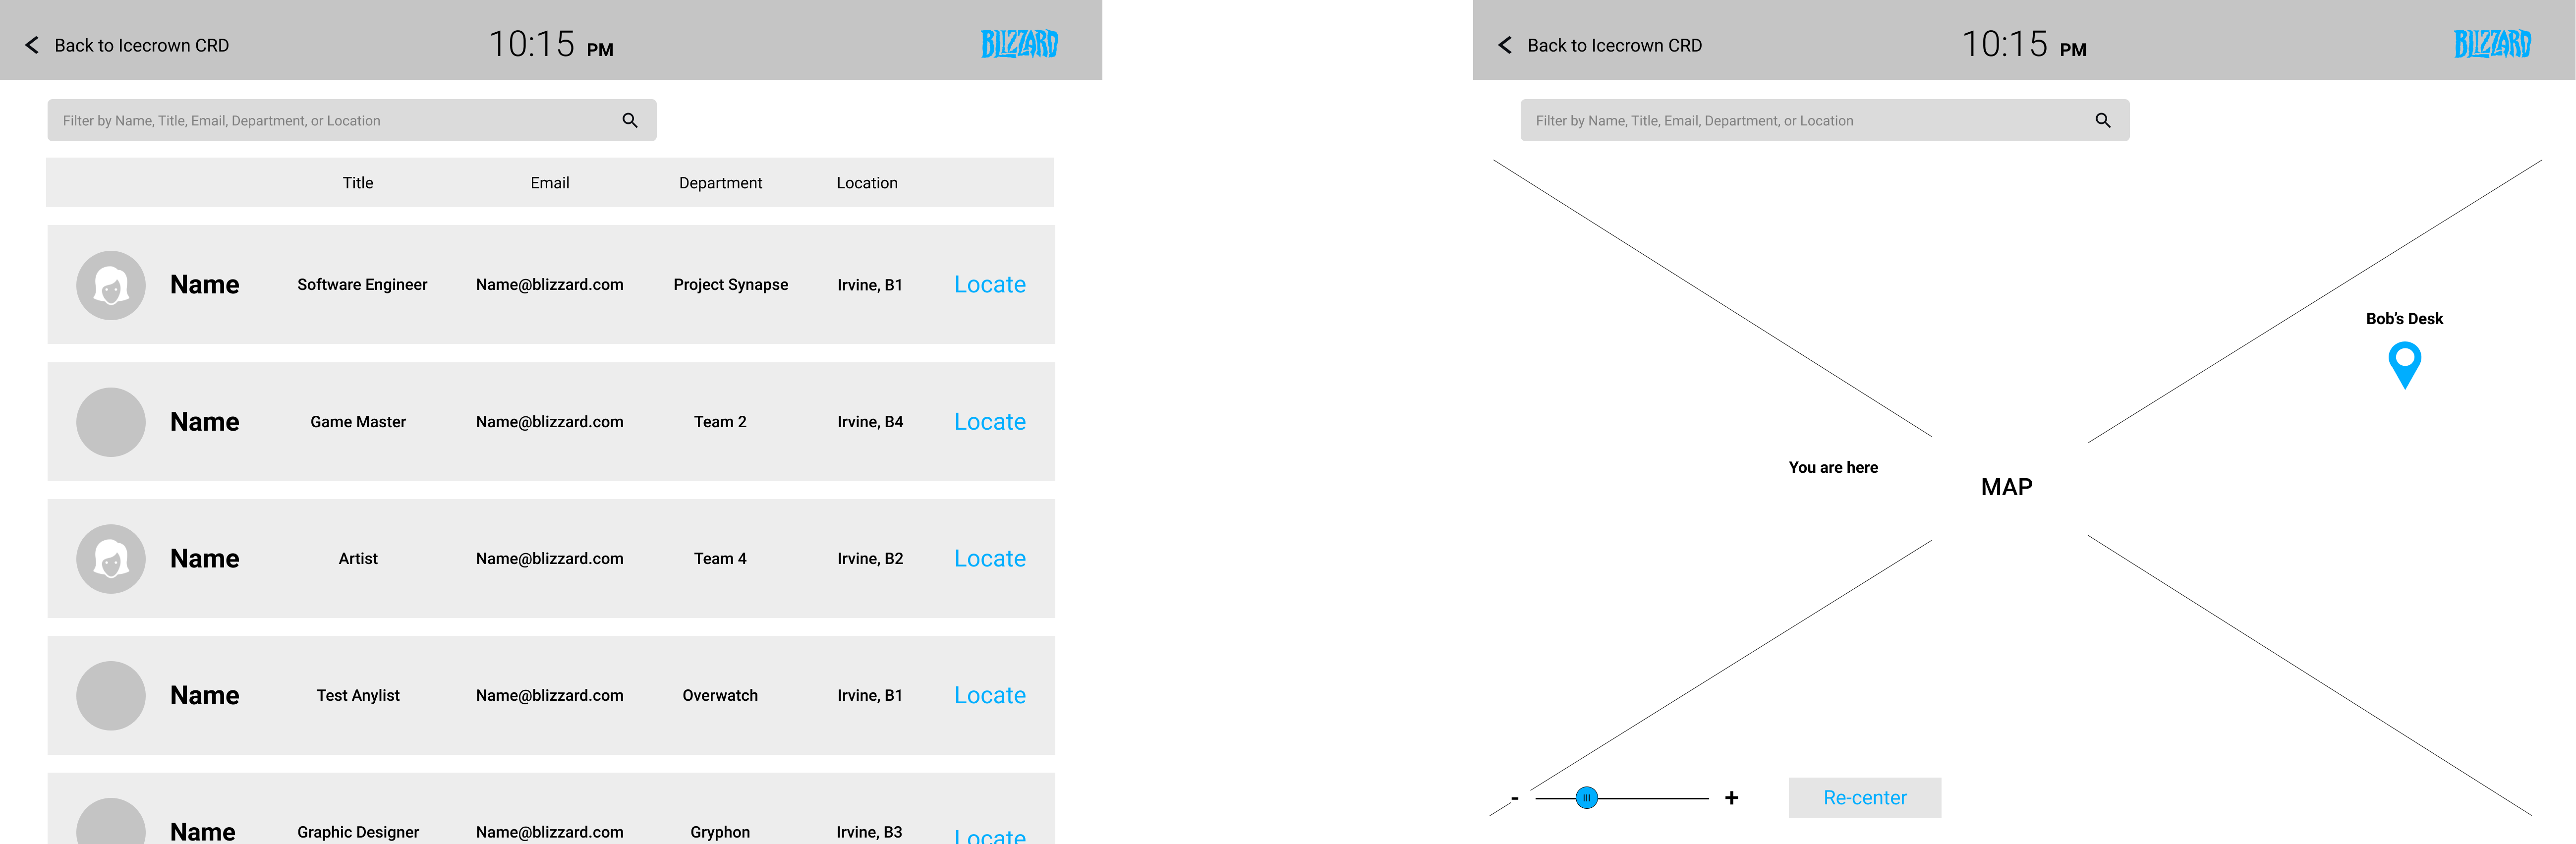 Back to Icecrown CRD
10:15 PM
BLIZZARD
Filter by Name, Title, Email, Department, or Location
Title Email Department Location
Name Software Engineer Name@blizzard.com Project Synapse Irvine, B1 Locate
Name Game Master Name@blizzard.com Team 2 Irvine, B4 Locate
Name Artist Name@blizzard.com Team 4 Irvine, B2 Locate
Name Test Anylist Name@blizzard.com Overwatch Irvine, B1 Locate
Name Graphic Designer Name@blizzard.com Gryphon Irvine, B3 Locate
Back to Icecrown CRD
10:15 PM
BLIZZARD
Filter by Name, Title, Email, Department, or Location
Bob’s Desk
You are here
MAP
- +
Re-center